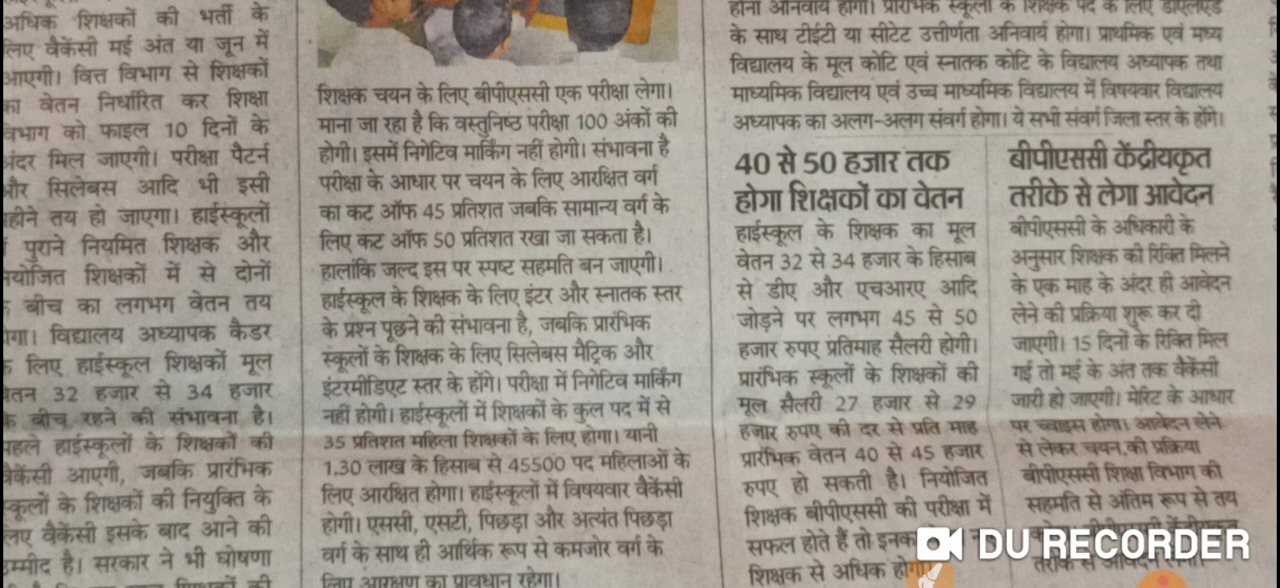 अधिक शिक्षकों की भर्ती के
लिए वैकेंसी मई अंत या जून में
आएगी। वित्त विभाग से शिक्षकों
का वेतन निर्धारित कर शिक्षा
विभाग को फाइल 10 दिनों के
अंदर मिल जाएगी। परीक्षा पैटर्न
और सिलेबस आदि भी इसी
महीने तय हो जाएगा। हाईस्कूलों
पुराने नियमित शिक्षक और
नियोजित शिक्षकों में से दोनों
के बीच का लगभग वेतन तय
होगा। विद्यालय अध्यापक कैडर
के लिए हाईस्कूल शिक्षकों मूल
वेतन 32 हजार से 34 हजार
के बीच रहने की संभावना है।
पहले हाईस्कूलों के शिक्षकों की
वैकेंसी आएगी, जबकि प्रारंभिक
स्कूलों के शिक्षकों की नियुक्ति के
लिए वैकेंसी इसके बाद आने की
उम्मीद है। सरकार ने भी घोषणा
शिक्षक चयन के लिए बीपीएससी एक परीक्षा लेगा।
माना जा रहा है कि वस्तुनिष्ठ परीक्षा 100 अंकों की
होगी। इसमें निगेटिव मार्किंग नहीं होगी। संभावना है
परीक्षा के आधार पर चयन के लिए आरक्षित वर्ग
का कट ऑफ 45 प्रतिशत जबकि सामान्य वर्ग के
लिए कट ऑफ 50 प्रतिशत रखा जा सकता है।
हालांकि जल्द इस पर स्पष्ट सहमति बन जाएगी।
हाईस्कूल के शिक्षक के लिए इंटर और स्नातक स्तर
के प्रश्न पूछने की संभावना है, जबकि प्रारंभिक
स्कूलों के शिक्षक के लिए सिलेबस मैट्रिक और
इंटरमीडिएट स्तर के होंगे। परीक्षा में निगेटिव मार्किंग
नहीं होगी। हाईस्कूलों में शिक्षकों के कुल पद में से
35 प्रतिशत महिला शिक्षकों के लिए होगा। यानी
1.30 लाख के हिसाब से 45500 पद महिलाओं के
लिए आरक्षित होगा। हाईस्कूलों में विषयवार वैकेंसी
होगी। एससी, एसटी, पिछड़ा और अत्यंत पिछड़ा
वर्ग के साथ ही आर्थिक रूप से कमजोर वर्ग के
लिए आरक्षण का प्रावधान रहेगा।
होना अनिवार्य होगा। प्रारंभिक स्कूलों के शिक्षक पद के लिए डीएलएड
के साथ टीईटी या सीटेट उत्तीर्णता अनिवार्य होगा। प्राथमिक एवं मध्य
विद्यालय के मूल कोटि एवं स्नातक कोटि के विद्यालय अध्यापक तथा
माध्यमिक विद्यालय एवं उच्च माध्यमिक विद्यालय में विषयवार विद्यालय
अध्यापक का अलग-अलग संवर्ग होगा। ये सभी संवर्ग जिला स्तर के होंगे।
40 से 50 हजार तक
होगा शिक्षकों का वेतन
हाईस्कूल के शिक्षक का मूल
वेतन 32 से 34 हजार के हिसाब
से डीए और एचआरए आदि
जोड़ने पर लगभग 45 से 50
हजार रुपए प्रतिमाह सैलरी होगी।
प्रारंभिक स्कूलों के शिक्षकों की
मूल सैलरी 27 हजार से 29
हजार रुपए की दर से प्रति माह
प्रारंभिक वेतन 40 से 45 हजार
रुपए हो सकती है। नियोजित
शिक्षक बीपीएससी की परीक्षा में
सफल होते हैं तो इनका
शिक्षक से अधिक होगा
बीपीएससी केंद्रीयकृत
तरीके से लेगा आवेदन
बीपीएससी के अधिकारी के
अनुसार शिक्षक की रिक्ति मिलने
के एक माह के अंदर ही आवेदन
लेने की प्रक्रिया शुरू कर दी
जाएगी। 15 दिनों के रिक्ति मिल
गई तो मई के अंत तक वैकेंसी
जारी हो जाएगी। मेरिट के आधार
पर च्वाइस होगा। आवेदन लेने
से लेकर चयन की प्रक्रिया
बीपीएससी शिक्षा विभाग की
सहमति से अंतिम रूप से तय
तरीके से आवेदन
DU RECORDER